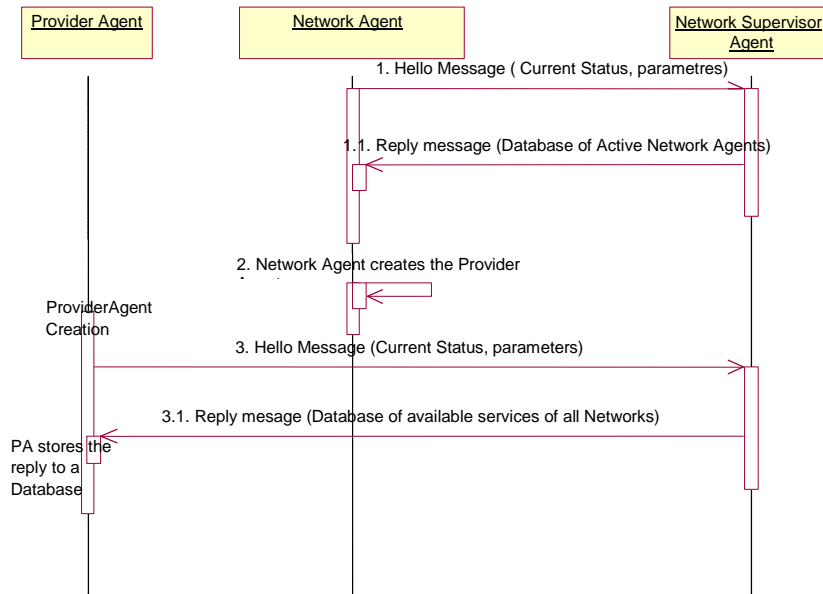 Provider Agent
Network Agent
Network Supervisor
Agent
1. Hello Message ( Current Status, parametres)
1.1. Reply message (Database of Active Network Agents)
2. Network Agent creates the Provider
ProviderAgent
Creation
3. Hello Message (Current Status, parameters)
3.1. Reply mesage (Database of available services of all Networks)
PA stores the
reply to a
Database